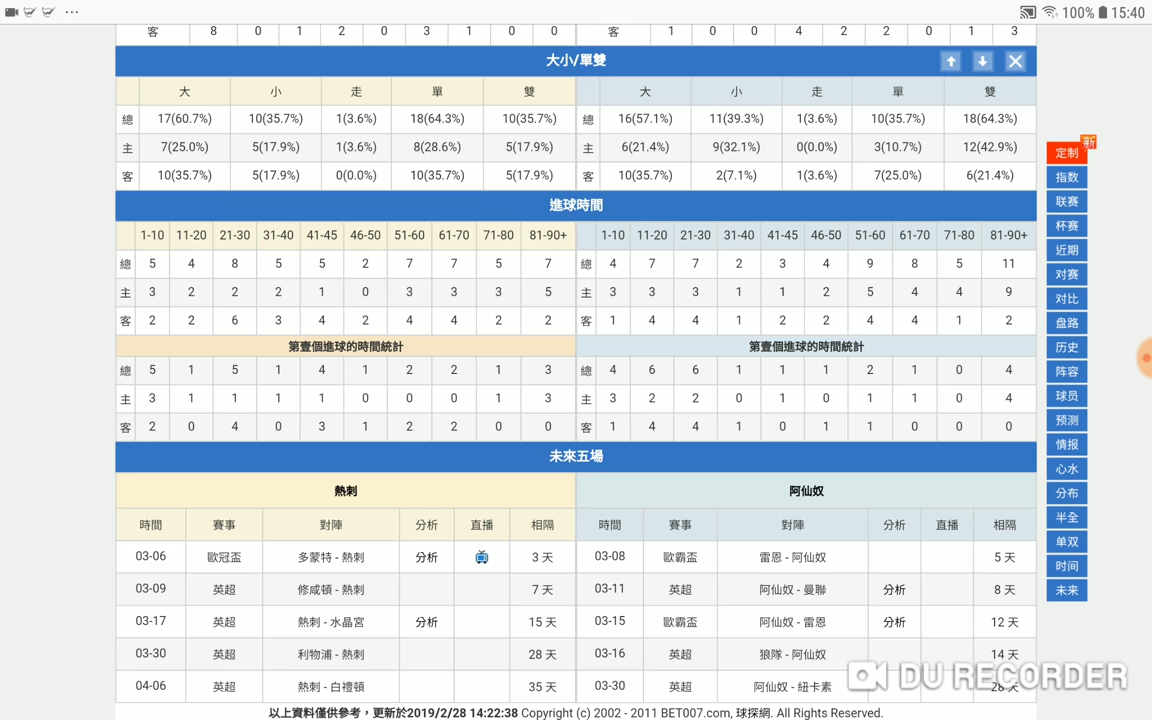 100% 15:40
客 8 0 1 2 0 3 1 0 0 客 1 0 0 4 2 2 0 1 3
大小/單雙
大 小 走 單 雙 大 小 走 單 雙
總 17(60.7%) 10(35.7%) 1(3.6%) 18(64.3%) 10(35.7%) 總 16(57.1%) 11(39.3%) 1(3.6%) 10(35.7%) 18(64.3%)
主 7(25.0%) 5(17.9%) 1(3.6%) 8(28.6%) 5(17.9%) 主 6(21.4%) 9(32.1%) 0(0.0%) 3(10.7%) 12(42.9%)
客 10(35.7%) 5(17.9%) 0(0.0%) 10(35.7%) 5(17.9%) 客 10(35.7%) 2(7.1%) 1(3.6%) 7(25.0%) 6(21.4%)
進球時間
1-10 11-20 21-30 31-40 41-45 46-50 51-60 61-70 71-80 81-90+ 1-10 11-20 21-30 31-40 41-45 46-50 51-60 61-70 71-80 81-90+
總 5 4 8 5 5 2 7 7 5 7 總 4 7 7 2 3 4 9 8 5 11
主 3 2 2 2 1 0 3 3 3 5 主 3 3 3 1 1 2 5 4 4 9
客 2 2 6 3 4 2 4 4 2 2 客 1 4 4 1 2 2 4 4 1 2
第壹個進球的時間統計 第壹個進球的時間統計
總 5 1 5 1 4 1 2 2 1 3 總 4 6 6 1 1 1 2 1 0 4
主 3 1 1 1 1 0 0 0 1 3 主 3 2 2 0 1 0 1 1 0 4
客 2 0 4 0 3 1 2 2 0 0 客 1 4 4 1 0 1 1 0 0 0
未來五場
熱刺 阿仙奴
時間 賽事 對陣 分析 直播 相隔 時間 賽事 對陣 分析 直播 相隔
03-06 歐冠盃 多蒙特 - 熱刺 分析 3 天 03-08 歐霸盃 雷恩 - 阿仙奴 5 天
03-09 英超 修咸頓 - 熱刺 7 天 03-11 英超 阿仙奴 - 曼聯 分析 8 天
03-17 英超 熱刺 - 水晶宮 分析 15 天 03-15 歐霸盃 阿仙奴 - 雷恩 分析 12 天
03-30 英超 利物浦 - 熱刺 28 天 03-16 英超 狼隊 - 阿仙奴 14 天
04-06 英超 熱刺 - 白禮頓 35 天 03-30 英超 阿仙奴 - 紐卡素 28 天
以上資料僅供參考，更新於2019/2/28 14:22:38 Copyright (c) 2002 - 2011 BET007.com, 球探網. All Rights Reserved.
新
定制
指数
联赛
杯赛
近期
对赛
对比
盘路
历史
阵容
球员
预测
情报
心水
分布
半全
单双
时间
未来
DU RECORDER